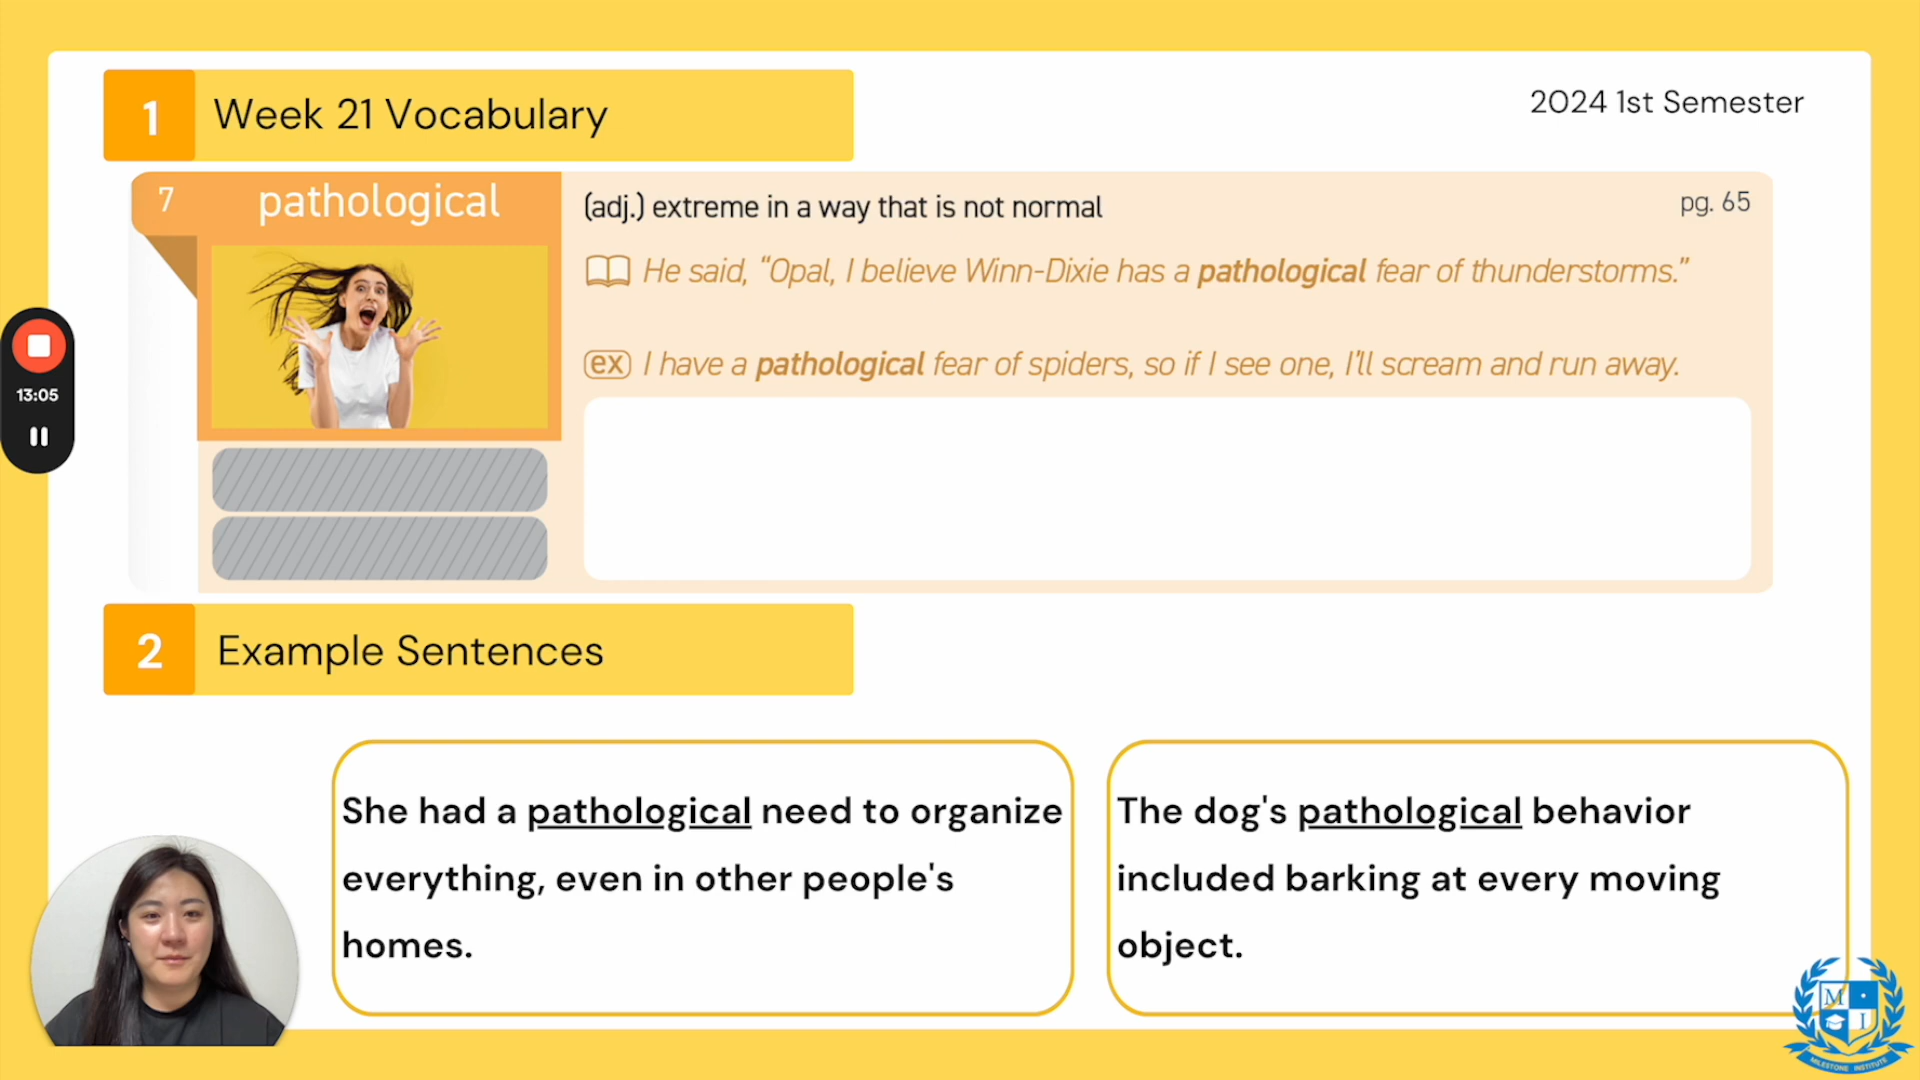 1 Week 21 Vocabulary
2024 1st Semester
7 pathological
(adj.) extreme in a way that is not normal
pg. 65
He said, “Opal, I believe Winn-Dixie has a pathological fear of thunderstorms.”
ex I have a pathological fear of spiders, so if I see one, I’ll scream and run away.
13:05
2 Example Sentences
She had a pathological need to organize
everything, even in other people's
homes.
The dog's pathological behavior
included barking at every moving
object.
M
I
MILESTONE INSTITUTE